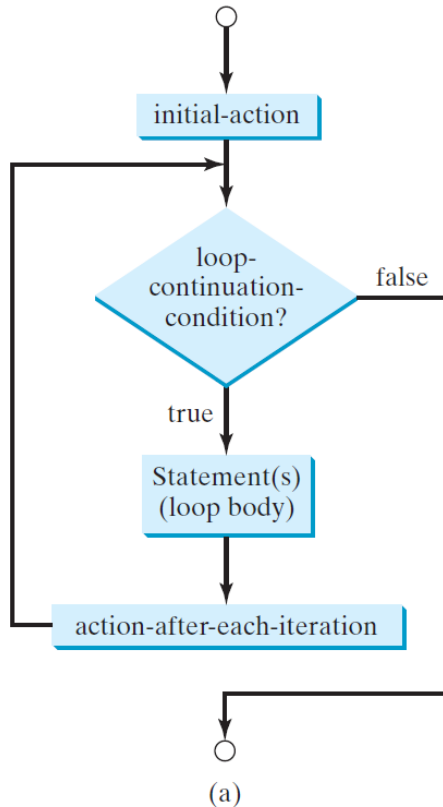 initial-action
loop-
continuation-
condition?
false
true
Statement(s)
(loop body)
action-after-each-iteration
(a)